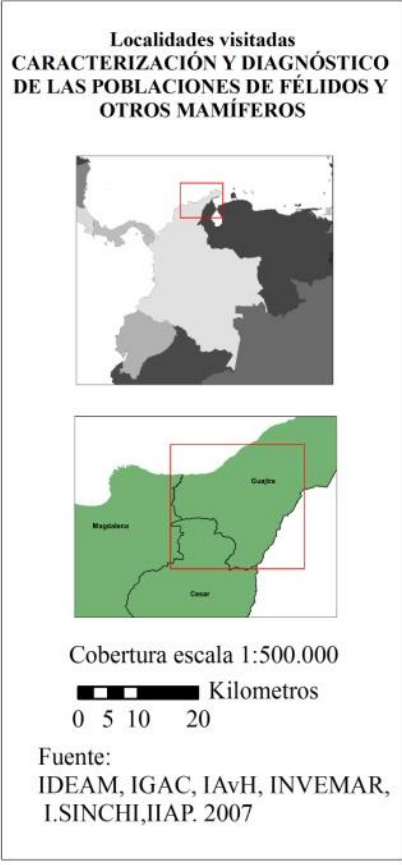 Localidades visitadas
CARACTERIZACIÓN Y DIAGNÓSTICO
DE LAS POBLACIONES DE FÉLIDOS Y
OTROS MAMÍFEROS
Guajira
Magdalena
Cesar
Cobertura escala 1:500.000
Kilometros
0 5 10 20
Fuente:
IDEAM, IGAC, IAvH, INVEMAR,
I.SINCHI,IIAP. 2007